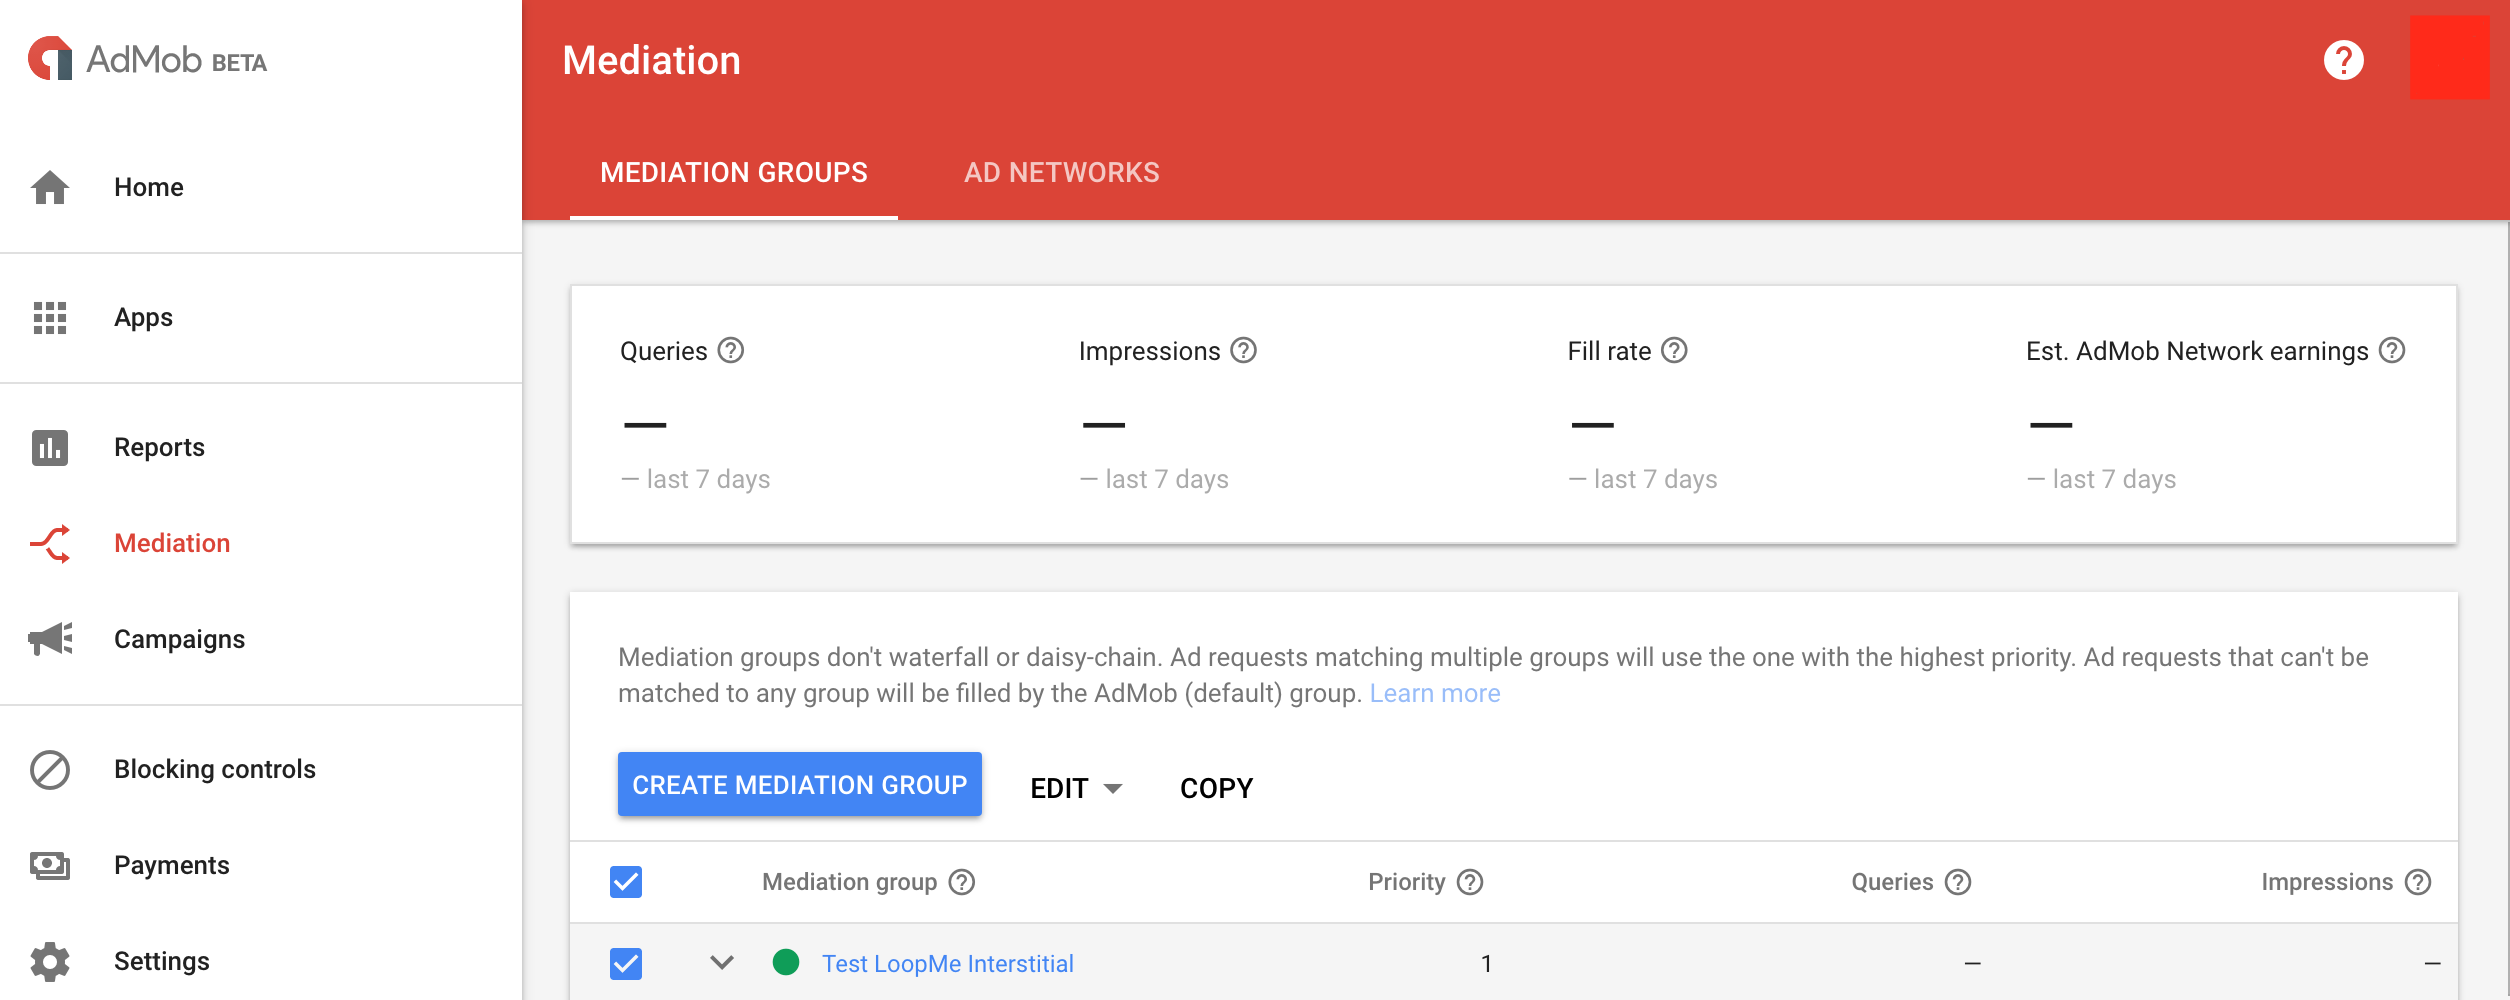 AdMob BETA
Home
Apps
Reports
Mediation
Campaigns
Blocking controls
Payments
Settings
Mediation
MEDIATION GROUPS
AD NETWORKS
Queries
—
— last 7 days
Impressions
—
— last 7 days
Fill rate
—
— last 7 days
Est. AdMob Network earnings
—
— last 7 days
Mediation groups don't waterfall or daisy-chain. Ad requests matching multiple groups will use the one with the highest priority. Ad requests that can't be
matched to any group will be filled by the AdMob (default) group. Learn more
CREATE MEDIATION GROUP
EDIT
COPY
Mediation group
Priority
Queries
Impressions
Test LoopMe Interstitial
1
—
—